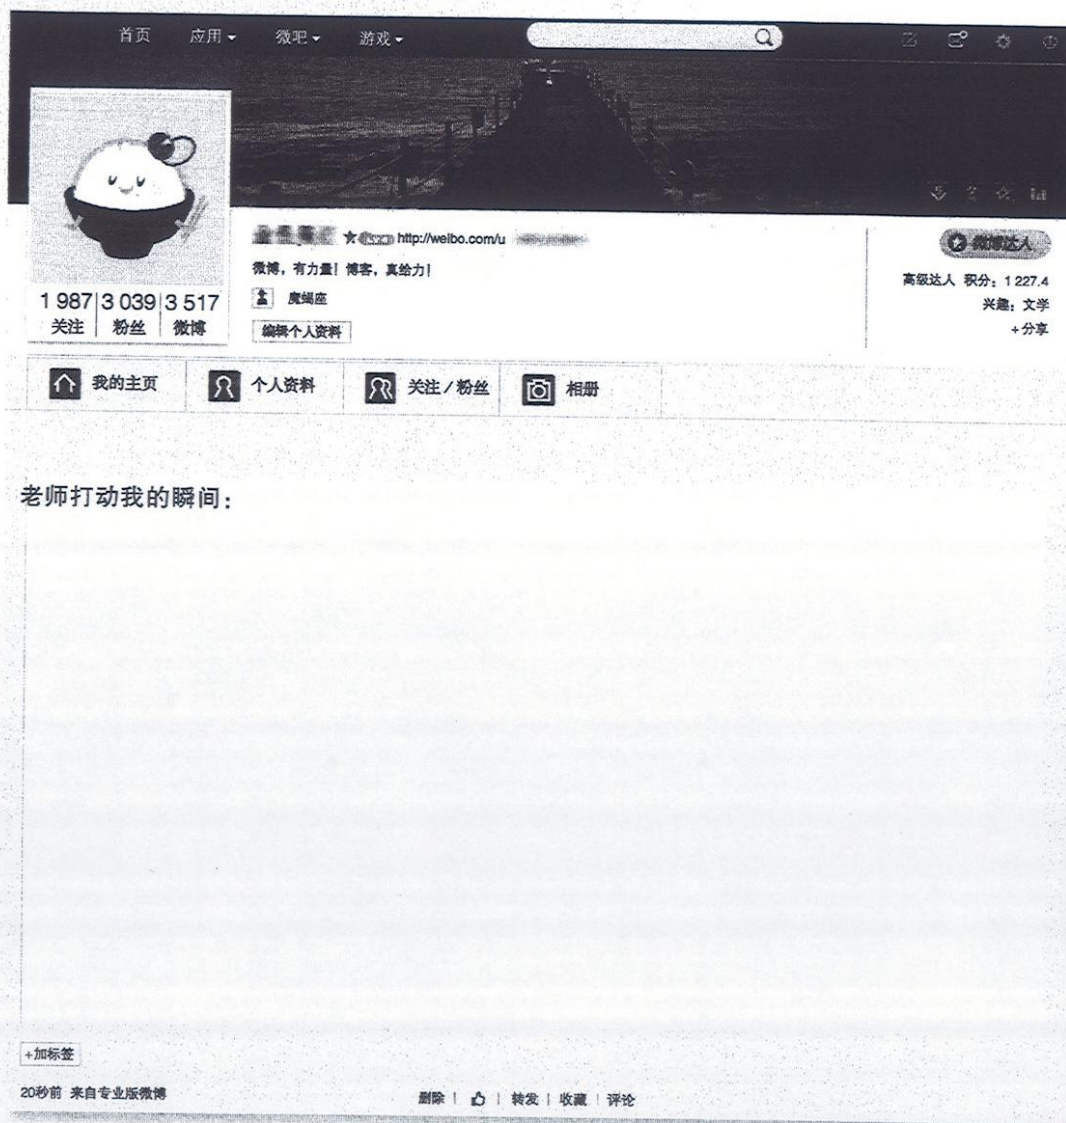 首页 应用 微吧 游戏
http://weibo.com/u
微博，有力量！博客，真给力！
魔蝎座
编辑个人资料
1 987 3 039 3 517
关注 粉丝 微博
微博达人
高级达人 积分：1 227.4
兴趣：文学
+分享
我的主页 个人资料 关注/粉丝 相册
老师打动我的瞬间：
+加标签
20秒前 来自专业版微博
删除 | | 转发 | 收藏 | 评论